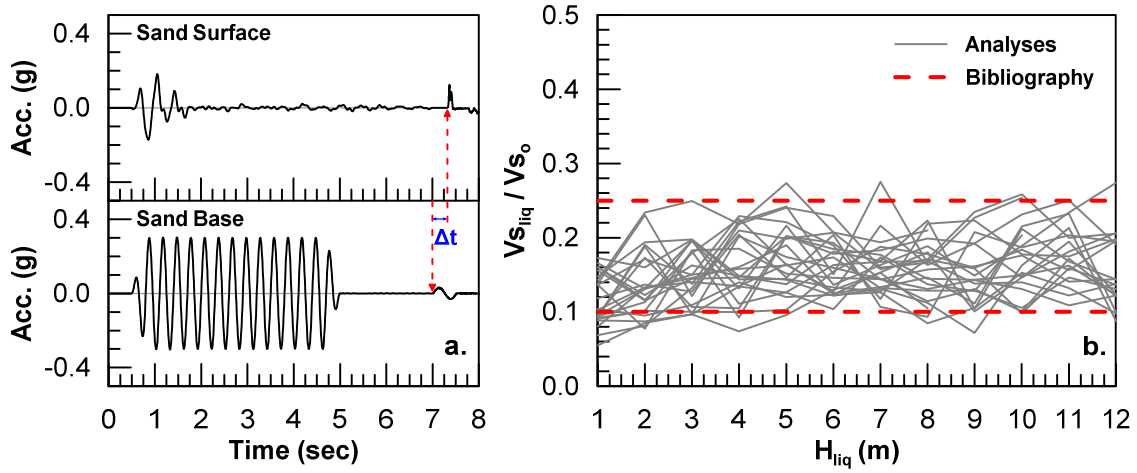 0.4
Sand Surface
0.0
-0.4
Acc. (g)
0.4
Sand Base
Δt
0.0
-0.4
Acc. (g)
a.
0 1 2 3 4 5 6 7 8
Time (sec)
0.5
0.4
0.3
0.2
0.1
0.0
Vsliq / Vso
Analyses
Bibliography
b.
1 2 3 4 5 6 7 8 9 10 11 12
Hliq (m)